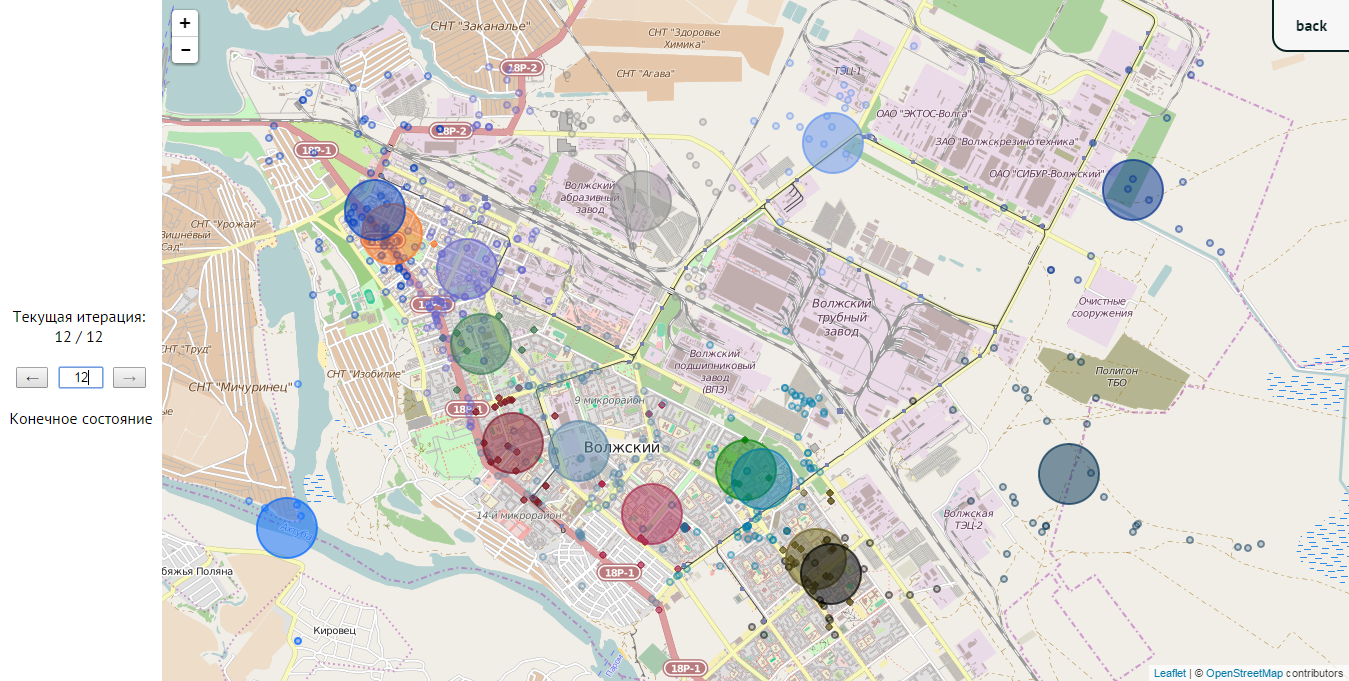 +
−
back
Текущая итерация:
12 / 12
←
12
→
Конечное состояние
СНТ "Заканалье"
СНТ "Здоровье
Химика"
СНТ "Агава"
18Р-2
ТЭЦ-1
ОАО "ЭКТОС-Волга"
18Р-2
ЗАО "Волжскрезинотехника"
18Р-1
ОАО "СИБУР-Волжский"
Волжский
абразивный
завод
СНТ "Урожай"
Вишнёвый
Сад"
Волжский
трубный
завод
Очистные
сооружения
СНТ "Труд"
СНТ "Изобилие"
СНТ "Мичуринец"
Волжский
подшипниковый
завод
(ВПЗ)
Полигон
ТБО
9 микрорайон
Волжский
14-й микрорайон
Волжская
ТЭЦ-2
Ахтуба
18Р-1
бяжья Поляна
Кировец
18Р-1
Leaflet | © OpenStreetMap contributors